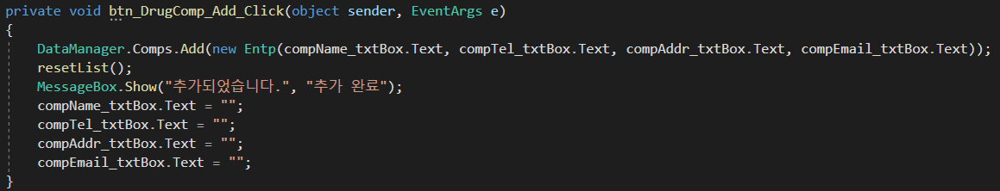 private void btn_DrugComp_Add_Click(object sender, EventArgs e)
{
DataManager.Comps.Add(new Entp(compName_txtBox.Text, compTel_txtBox.Text, compAddr_txtBox.Text, compEmail_txtBox.Text));
resetList();
MessageBox.Show("추가되었습니다.", "추가 완료");
compName_txtBox.Text = "";
compTel_txtBox.Text = "";
compAddr_txtBox.Text = "";
compEmail_txtBox.Text = "";
}